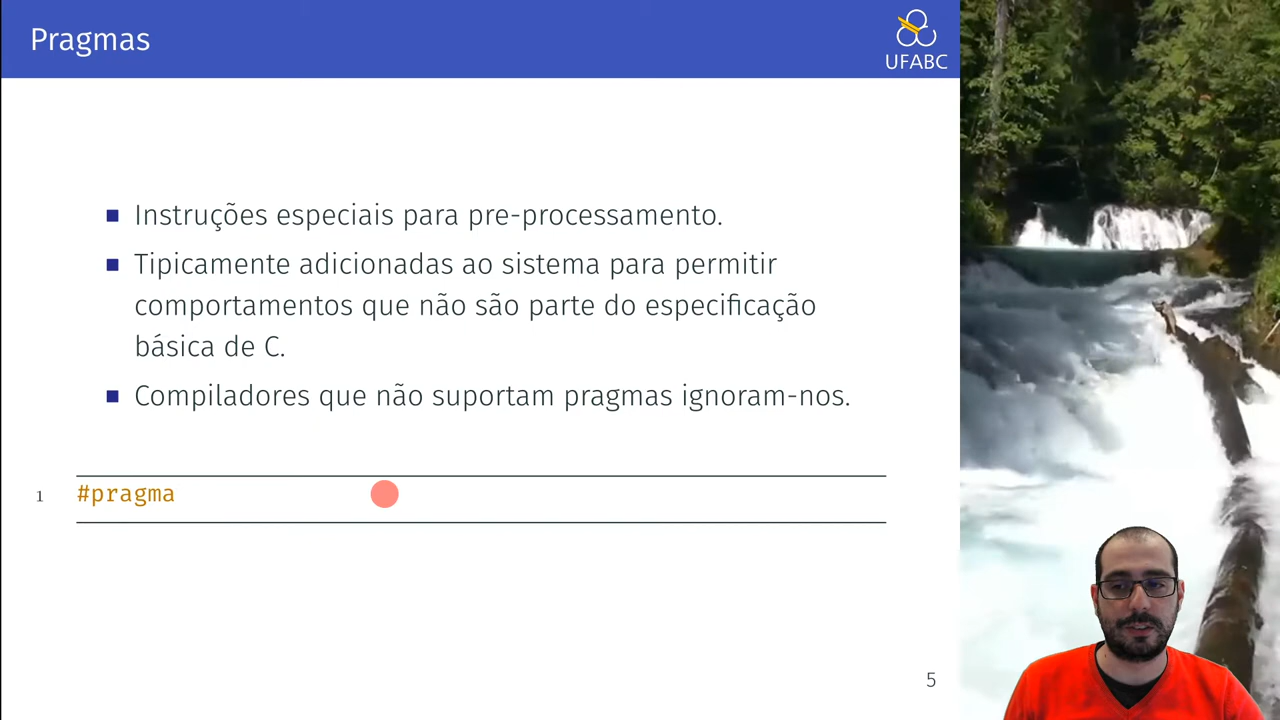 Pragmas
UFABC
Instruções especiais para pre-processamento.
Tipicamente adicionadas ao sistema para permitir
comportamentos que não são parte do especificação
básica de C.
Compiladores que não suportam pragmas ignoram-nos.
1 #pragma
5